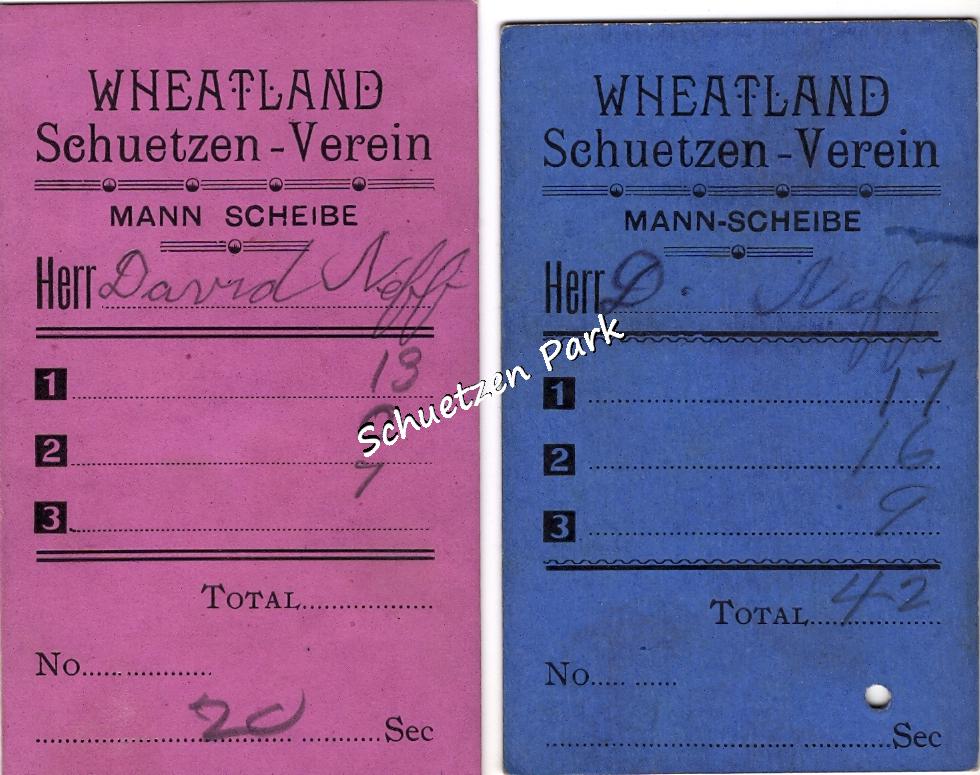 WHEATLAND
Schuetzen-Verein
MANN SCHEIBE
Herr David Neff
1 13
2
7
3
TOTAL
No
20 Sec
WHEATLAND
Schuetzen-Verein
MANN-SCHEIBE
Herr D. Neff
1 17
2 16
3 9
TOTAL 42
No
Sec
Schuetzen Park